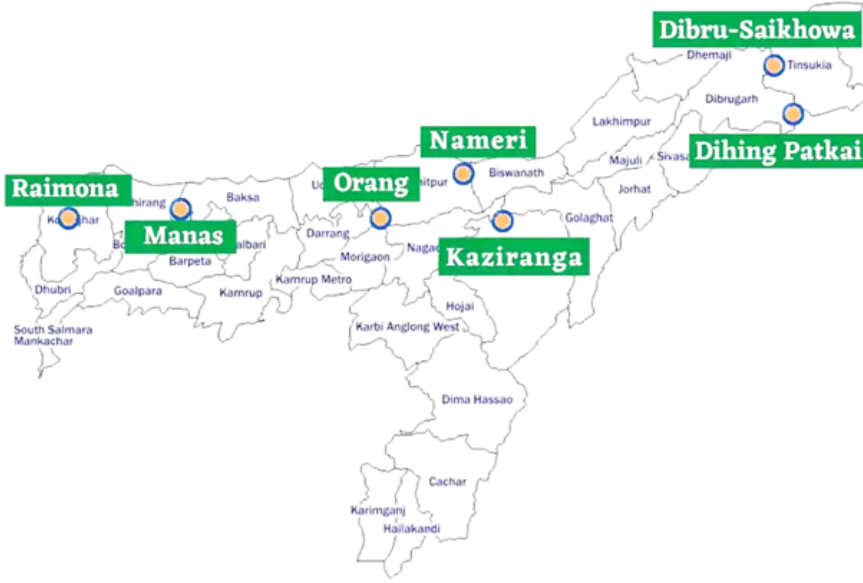 Dibru-Saikhowa
Dhemaji
Tinsukia
Dibrugarh
Lakhimpur
Nameri
Dihing Patkai
Majuli
Biswanath
Raimona
Orang
Jorhat
Baksa
Golaghat
Manas
Darrang
Kaziranga
Morigaon
Barpeta
Kamrup Metro
Dhubri
Goalpara
Kamrup
Hojai
South Salmara
Mankachar
Karbi Anglong West
Dima Hassao
Cachar
Karimganj
Hailakandi